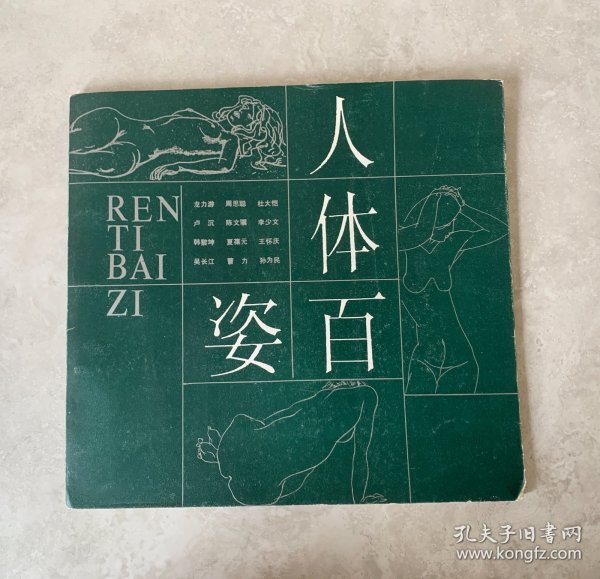 人体百姿
REN
TI
BAI
ZI
龙力游 周思聪 杜大恺
卢沉 陈文骥 李少文
韩黎坤 夏葆元 王怀庆
吴长江 曹力 孙为民
孔夫子旧书网
www.kongfz.com